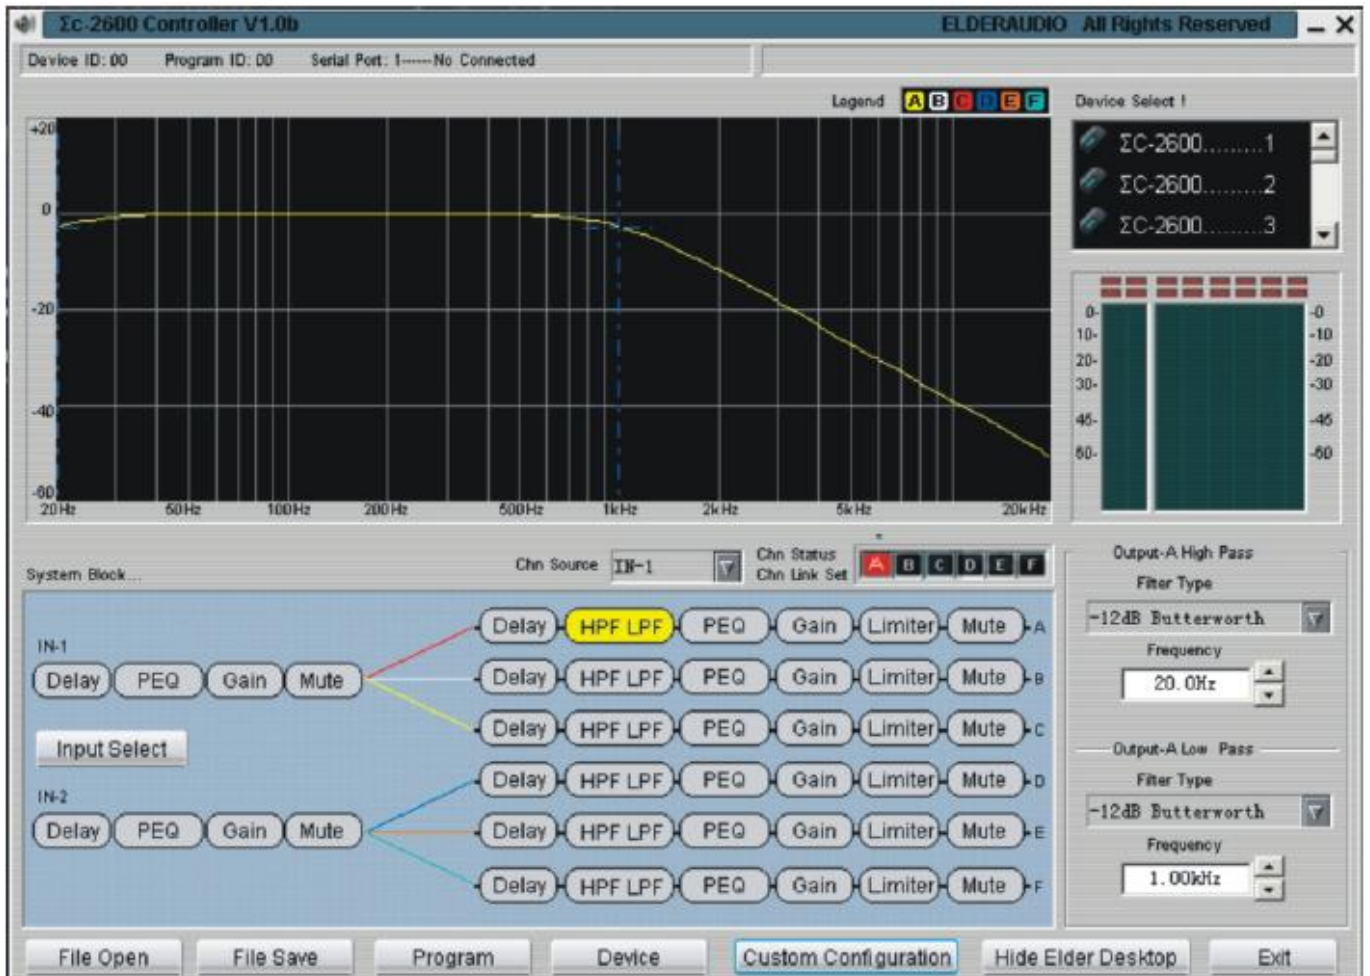 Σc-2600 Controller V1.0b ELDERAUDIO All Rights Reserved
Device ID: 00 Program ID: 00 Serial Port: 1------No Connected
Legend A B C D E F
Device Select !
ΣC-2600.........1
ΣC-2600.........2
ΣC-2600.........3
+20
0
-20
-40
-60
20Hz 50Hz 100Hz 200Hz 500Hz 1kHz 2kHz 5kHz 20kHz
0- -0
10- -10
20- -20
30- -30
45- -45
60- -60
System Block...
Chn Source IN-1
Chn Status
Chn Link Set
A B C D E F
IN-1
Delay PEQ Gain Mute
Input Select
IN-2
Delay PEQ Gain Mute
Delay HPF LPF PEQ Gain Limiter Mute A
Delay HPF LPF PEQ Gain Limiter Mute B
Delay HPF LPF PEQ Gain Limiter Mute C
Delay HPF LPF PEQ Gain Limiter Mute D
Delay HPF LPF PEQ Gain Limiter Mute E
Delay HPF LPF PEQ Gain Limiter Mute F
Output-A High Pass
Filter Type
-12dB Butterworth
Frequency
20.0Hz
Output-A Low Pass
Filter Type
-12dB Butterworth
Frequency
1.00kHz
File Open File Save Program Device Custom Configuration Hide Elder Desktop Exit